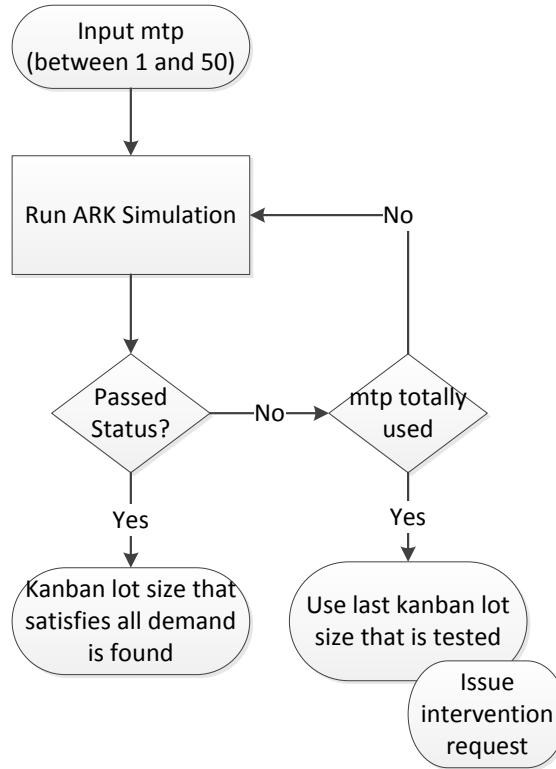 Input mtp
(between 1 and 50)
Run ARK Simulation
No
Passed
Status?
No
mtp totally
used
Yes
Yes
Kanban lot size that
satisfies all demand
is found
Use last kanban lot
size that is tested
Issue
intervention
request